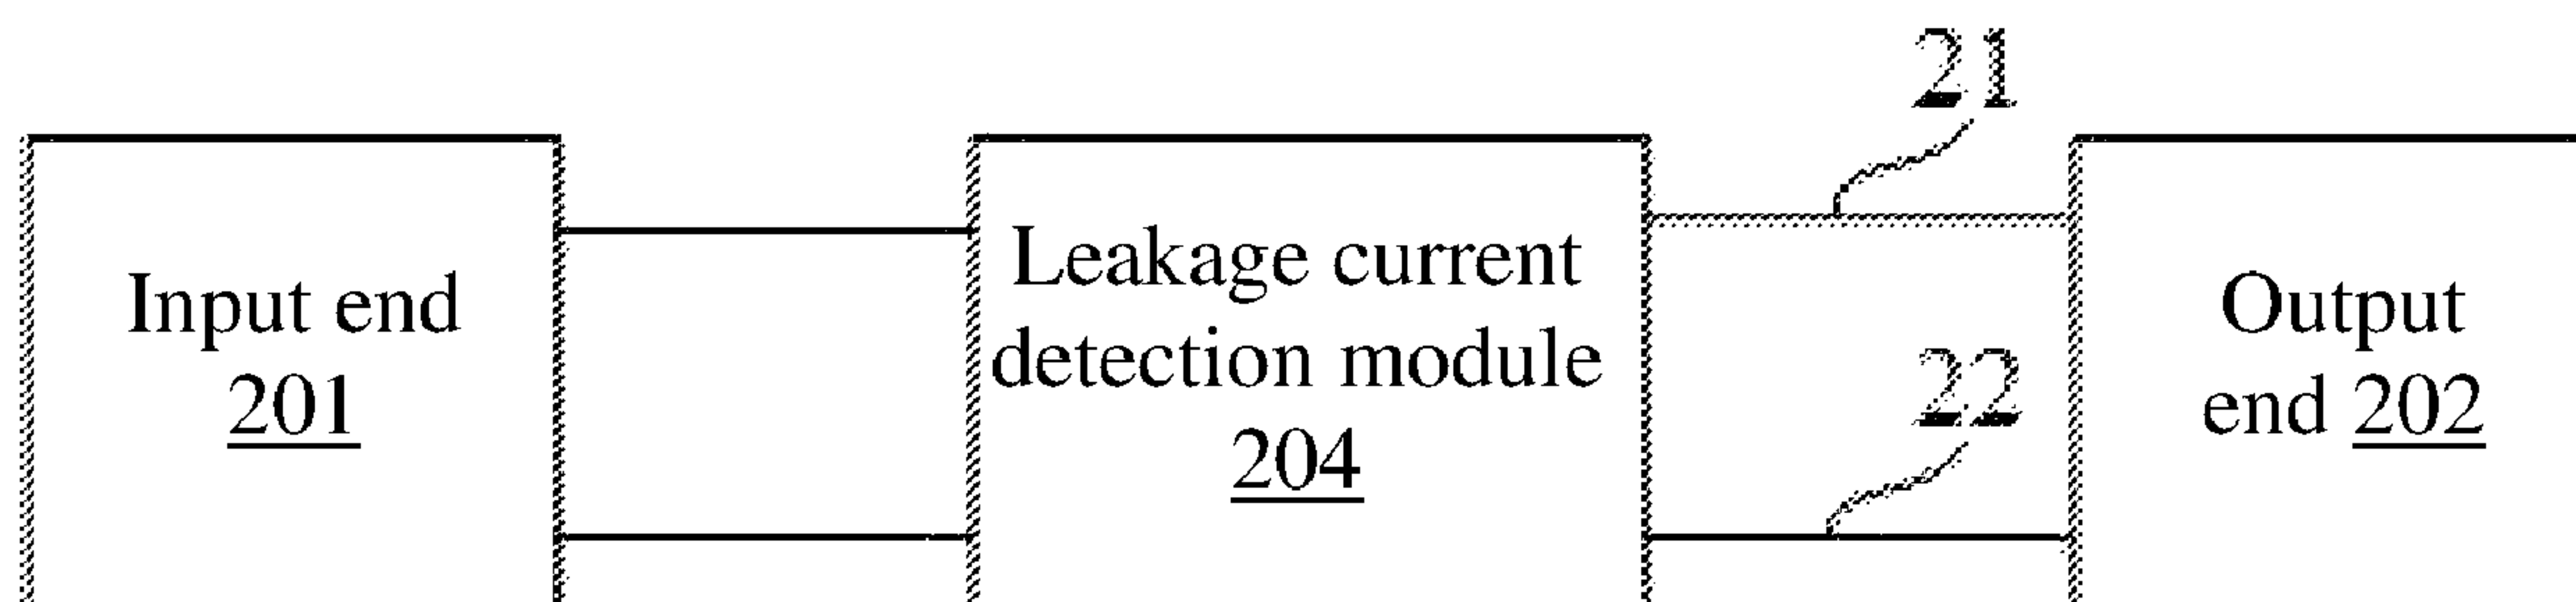 21
Input end
201
Leakage current
detection module
204
22
Output
end 202